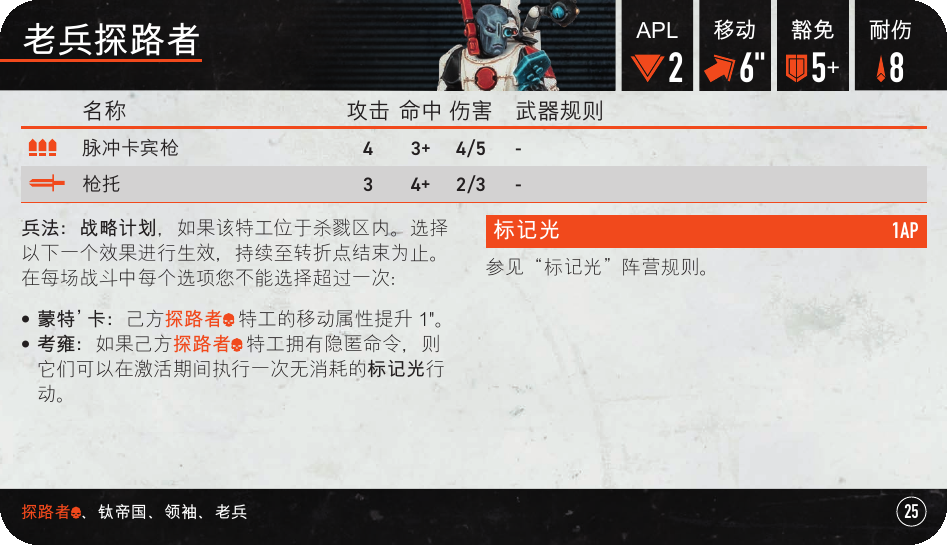 老兵探路者
APL 移动 豁免 耐伤
2 6" 5+ 8
名称 攻击 命中 伤害 武器规则
脉冲卡宾枪 4 3+ 4/5 -
枪托 3 4+ 2/3 -
兵法：战略计划，如果该特工位于杀戮区内。选择
以下一个效果进行生效，持续至转折点结束为止。
在每场战斗中每个选项您不能选择超过一次：
• 蒙特’卡：己方探路者特工的移动属性提升 1"。
• 考雍：如果己方探路者特工拥有隐匿命令，则
它们可以在激活期间执行一次无消耗的标记光行
动。
标记光 1AP
参见“标记光”阵营规则。
探路者、钛帝国、领袖、老兵
25